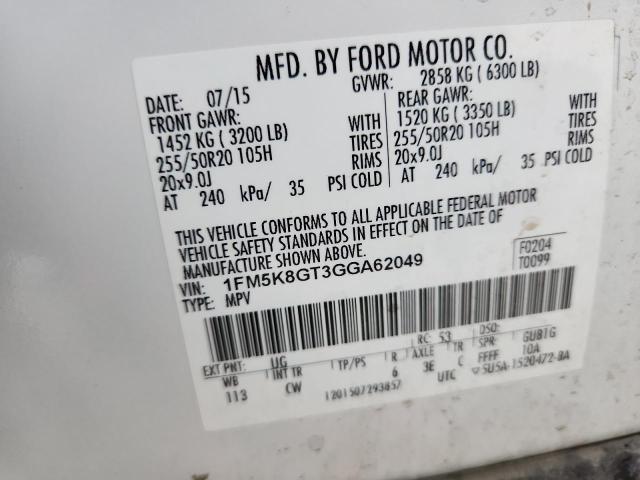 MFD. BY FORD MOTOR CO.
DATE: 07/15 GVWR: 2858 KG ( 6300 LB)
FRONT GAWR: REAR GAWR:
1452 KG ( 3200 LB) WITH 1520 KG ( 3350 LB) WITH
255/50R20 105H TIRES 255/50R20 105H TIRES
20x9.0J RIMS 20x9.0J RIMS
AT 240 kPa/ 35 PSI COLD AT 240 kPa/ 35 PSI COLD
THIS VEHICLE CONFORMS TO ALL APPLICABLE FEDERAL MOTOR
VEHICLE SAFETY STANDARDS IN EFFECT ON THE DATE OF
MANUFACTURE SHOWN ABOVE.
VIN: 1FM5K8GT3GGA62049 F0204
TYPE: MPV T0099
EXT PNT: UG RC: 53 DSO:
WB INT TR TP/PS R AXLE TR SPR: GUB1G
113 CW 6 3E C FFFF 10A
1201507293857 UTC ▽5U5A-1520472-BA